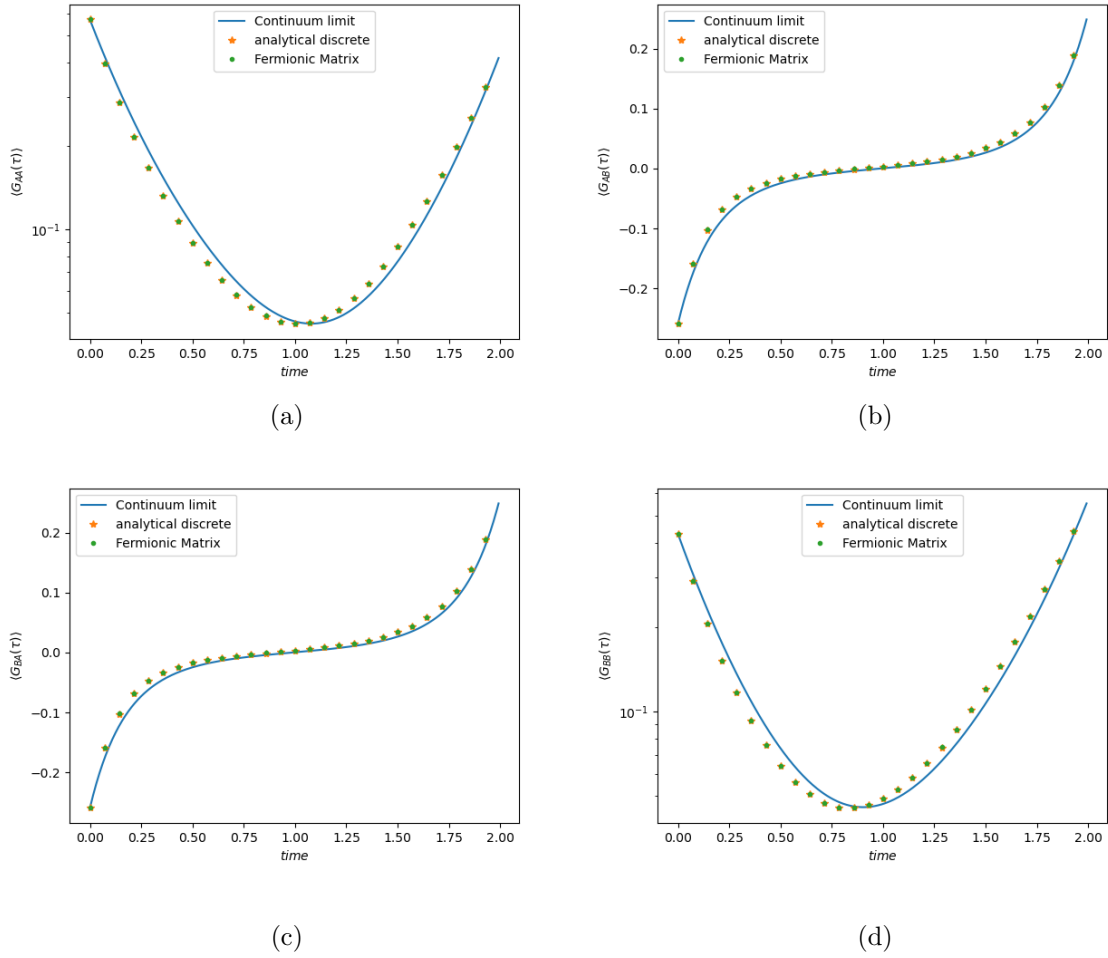 Continuum limit
analytical discrete
Fermionic Matrix
⟨G_AA(τ)⟩
10⁻¹
0.00 0.25 0.50 0.75 1.00 1.25 1.50 1.75 2.00
time
(a)
Continuum limit
analytical discrete
Fermionic Matrix
⟨G_AB(τ)⟩
0.2
0.1
0.0
−0.1
−0.2
0.00 0.25 0.50 0.75 1.00 1.25 1.50 1.75 2.00
time
(b)
Continuum limit
analytical discrete
Fermionic Matrix
⟨G_BA(τ)⟩
0.2
0.1
0.0
−0.1
−0.2
0.00 0.25 0.50 0.75 1.00 1.25 1.50 1.75 2.00
time
(c)
Continuum limit
analytical discrete
Fermionic Matrix
⟨G_BB(τ)⟩
10⁻¹
0.00 0.25 0.50 0.75 1.00 1.25 1.50 1.75 2.00
time
(d)